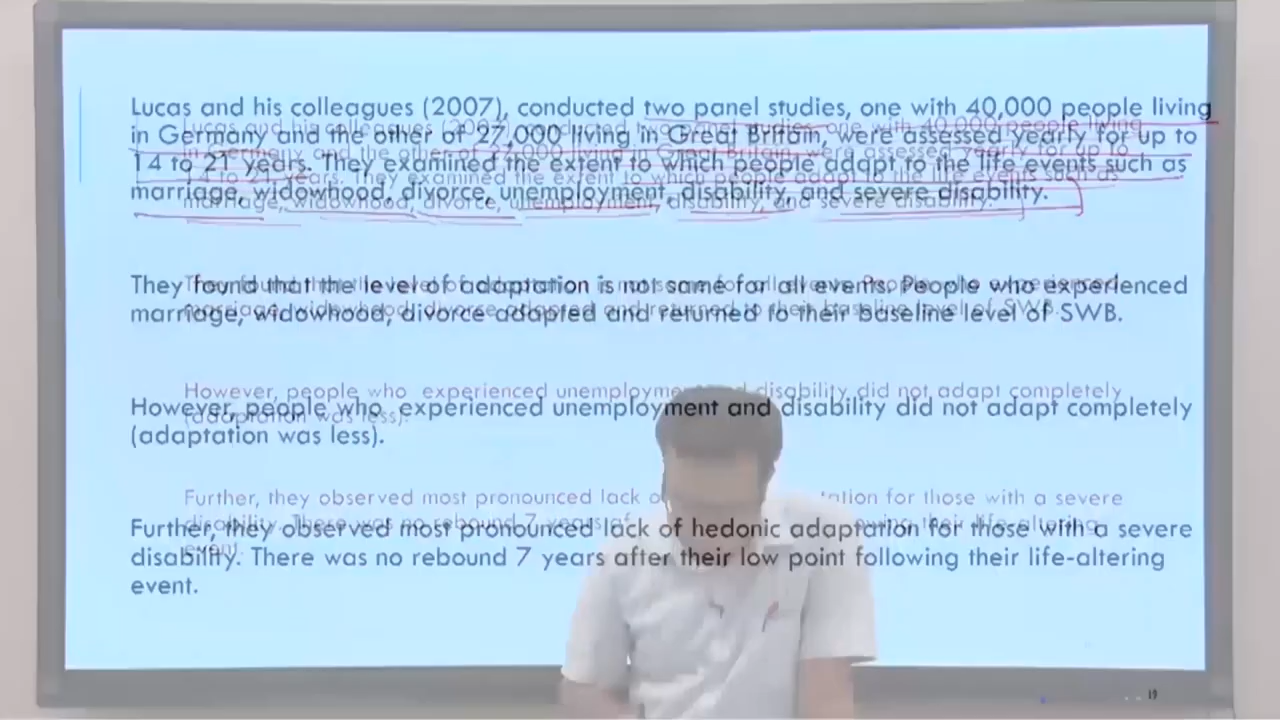 Lucas and his colleagues (2007), conducted two panel studies, one with 40,000 people living
in Germany and the other of 27,000 living in Great Britain, were assessed yearly for up to
14 to 21 years. They examined the extent to which people adapt to the life events such as
marriage, widowhood, divorce, unemployment, disability, and severe disability.
They found that the level of adaptation is not same for all events. People who experienced
marriage, widowhood, divorce adapted and returned to their baseline level of SWB.
However, people who experienced unemployment and disability did not adapt completely
(adaptation was less).
Further, they observed most pronounced lack of hedonic adaptation for those with a severe
disability. There was no rebound 7 years after their low point following their life-altering
event.
19